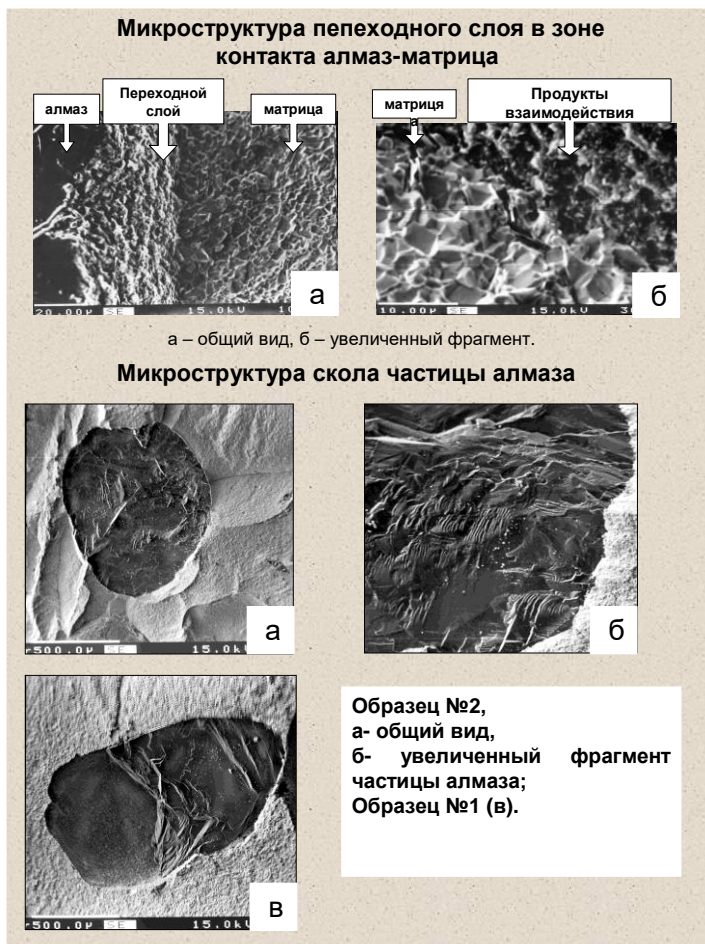 Микроструктура пепеходного слоя в зоне
контакта алмаз-матрица
алмаз
Переходной
слой
матрица
матриця
а
Продукты
взаимодействия
20.00μ SE 15.0kV
а
10.00μ SE 15.0kV
б
а – общий вид, б – увеличенный фрагмент.
Микроструктура скола частицы алмаза
500.0μ SE 15.0k
а
б
500.0μ SE 15.0k
в
Образец №2,
а- общий вид,
б- увеличенный фрагмент
частицы алмаза;
Образец №1 (в).